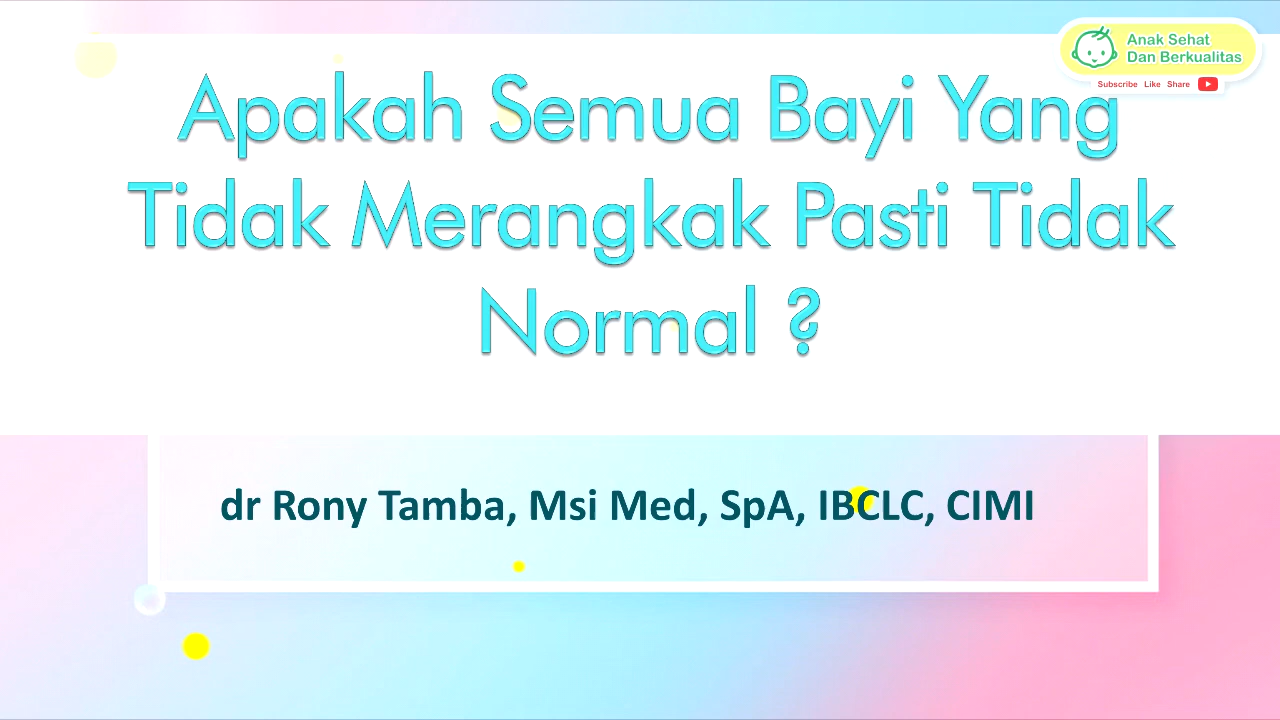 Anak Sehat
Dan Berkualitas
Subscribe Like Share
Apakah Semua Bayi Yang
Tidak Merangkak Pasti Tidak
Normal ?
dr Rony Tamba, Msi Med, SpA, IBCLC, CIMI